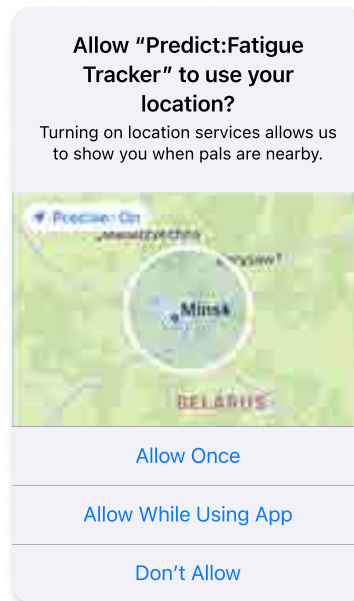 Allow “Predict:Fatigue
Tracker” to use your
location?
Turning on location services allows us
to show you when pals are nearby.
Precise: On
Minsk
BELARUS
Allow Once
Allow While Using App
Don’t Allow